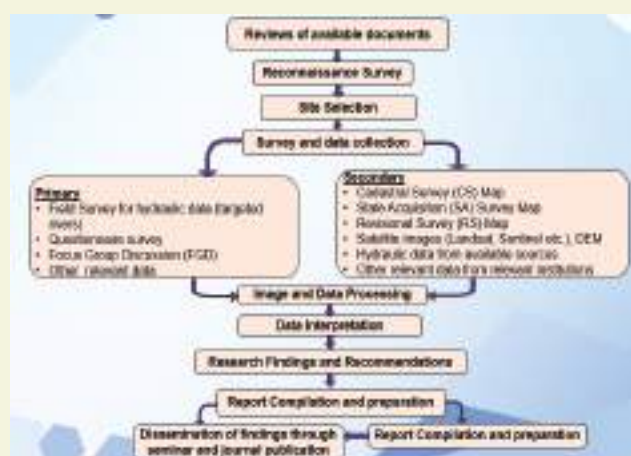 Reviews of available documents
Reconnaissance Survey
Site Selection
Survey and data collection
Primary
• Field Survey for hydraulic data (targeted
rivers)
• Questionnaire survey
• Focus Group Discussion (FGD)
• Other relevant data
Secondary
• Cadastral Survey (CS) Map
• State Acquisition (SA) Survey Map
• Revisional Survey (RS) Map
• Satellite images (Landsat, Sentinel etc.), DEM
• Hydraulic data from available sources
• Other relevant data from relevant institutions
Image and Data Processing
Data Interpretation
Research Findings and Recommendations
Report Compilation and preparation
Dissemination of findings through
seminar and journal publication
Report Compilation and preparation